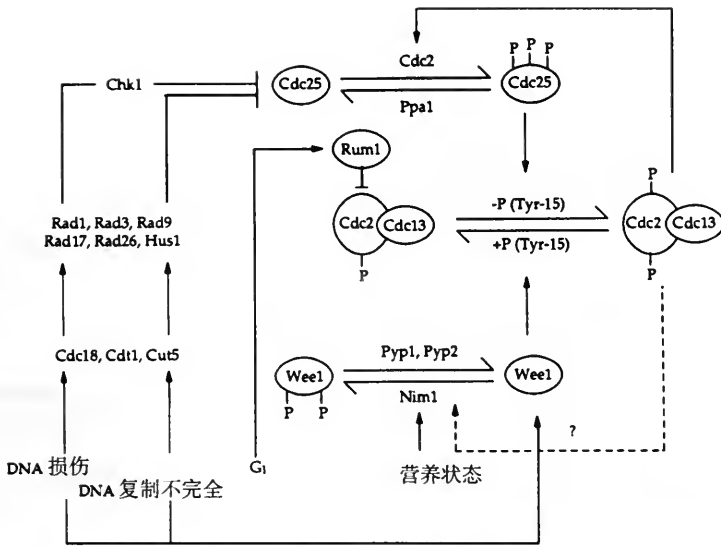 P P P
Cdc2
Chk1
Cdc25
Cdc25
Ppa1
Rum1
P
Rad1, Rad3, Rad9
Rad17, Rad26, Hus1
Cdc2
Cdc13
-P (Tyr-15)
+P (Tyr-15)
Cdc2
Cdc13
P
P
Cdc18, Cdt1, Cut5
Pyp1, Pyp2
Wee1
Wee1
Nim1
P P
?
DNA 损伤
G1
营养状态
DNA 复制不完全